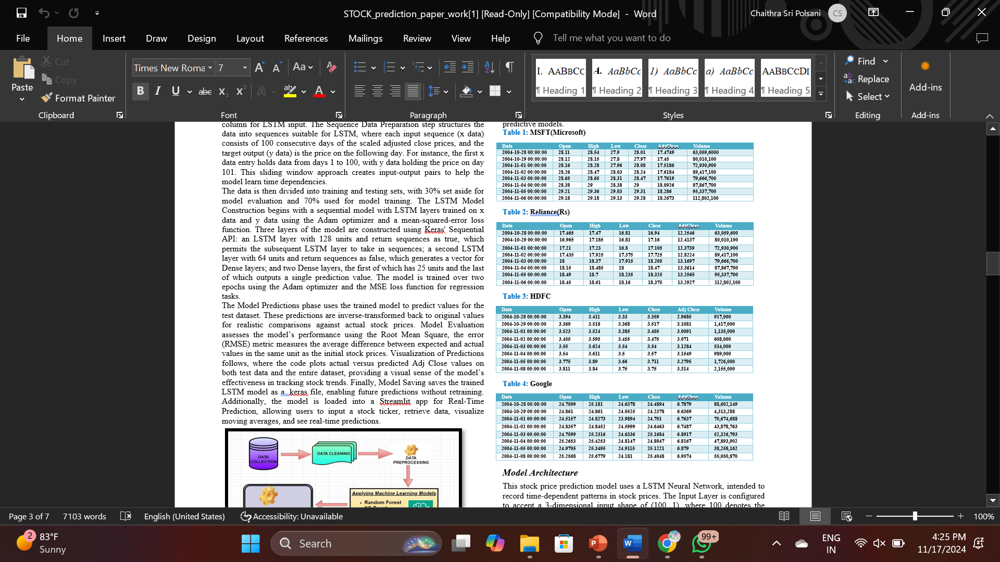 STOCK_prediction_paper_work[1] [Read-Only] [Compatibility Mode] - Word
Chaithra Sri Polsani
CS
File
Home
Insert
Draw
Design
Layout
References
Mailings
Review
View
Help
Tell me what you want to do
Paste
Cut
Copy
Format Painter
Clipboard
Times New Roma
7
Font
Paragraph
I. AABBCC
¶ Heading 1
A. AaBbCc
¶ Heading 2
1) AaBbCc
¶ Heading 3
a) AaBbCc
¶ Heading 4
AABBCCDI
¶ Heading 5
Styles
Find
Replace
Select
Editing
Add-ins
Add-ins
column for LSTM input. The Sequence Data Preparation step structures the
data into sequences suitable for LSTM, where each input sequence (x data)
consists of 100 consecutive days of the scaled adjusted close prices, and the
target output (y data) is the price on the following day. For instance, the first x
data entry holds data from days 1 to 100, with y data holding the price on day
101. This sliding window approach creates input-output pairs to help the
model learn time dependencies.
The data is then divided into training and testing sets, with 30% set aside for
model evaluation and 70% used for model training. The LSTM Model
Construction begins with a sequential model with LSTM layers trained on x
data and y data using the Adam optimizer and a mean-squared-error loss
function. Three layers of the model are constructed using Keras' Sequential
API: an LSTM layer with 128 units and return sequences as true, which
permits the subsequent LSTM layer to take in sequences; a second LSTM
layer with 64 units and return sequences as false, which generates a vector for
Dense layers; and two Dense layers, the first of which has 25 units and the last
of which outputs a single prediction value. The model is trained over two
epochs using the Adam optimizer and the MSE loss function for regression
tasks.
The Model Predictions phase uses the trained model to predict values for the
test dataset. These predictions are inverse-transformed back to original values
for realistic comparisons against actual stock prices. Model Evaluation
assesses the model's performance using the Root Mean Square, the error
(RMSE) metric measures the average difference between expected and actual
values in the same unit as the initial stock prices. Visualization of Predictions
follows, where the code plots actual versus predicted Adj Close values on
both test data and the entire dataset, providing a visual sense of the model's
effectiveness in tracking stock trends. Finally, Model Saving saves the trained
LSTM model as a .keras file, enabling future predictions without retraining.
Additionally, the model is loaded into a Streamlit app for Real-Time
Prediction, allowing users to input a stock ticker, retrieve data, visualize
moving averages, and see real-time predictions.
DATA
COLLECTION
DATA CLEANING
DATA
PREPROCESSING
Applying Machine Learning Models
• Random Forest
predictive models.
Table 1: MSFT(Microsoft)
Date Open High Low Close AdjClose Volume
2004-10-28 00:00:00 28.11 28.54 27.9 28.01 17.4749 63,059,6000
2004-10-29 00:00:00 28.12 28.15 27.8 27.97 17.45 80,010,100
2004-11-01 00:00:00 28.16 28.28 27.96 28.08 17.5186 72,930,900
2004-11-02 00:00:00 28.26 28.47 28.03 28.24 17.6184 89,417,100
2004-11-03 00:00:00 28.65 28.65 28.31 28.47 17.7619 79,666,700
2004-11-04 00:00:00 28.38 29 28.38 29 18.0926 87,867,700
2004-11-05 00:00:00 29.21 29.36 29.03 29.31 18.286 95,337,700
2004-11-06 00:00:00 29.18 29.18 29.13 29.28 18.2673 112,802,100
Table 2: Reliance(Rs)
Date Open High Low Close AdjClose Volume
2004-10-28 00:00:00 17.465 17.47 16.81 16.94 12.2546 63,059,600
2004-10-29 00:00:00 16.965 17.185 16.81 17.16 12.4137 80,010,100
2004-11-01 00:00:00 17.21 17.23 16.8 17.105 12.3739 72,930,900
2004-11-02 00:00:00 17.435 17.925 17.375 17.725 12.8224 89,417,100
2004-11-03 00:00:00 18 18.37 17.915 18.205 13.1697 79,666,700
2004-11-04 00:00:00 18.15 18.485 18 18.47 13.3614 87,867,700
2004-11-05 00:00:00 18.49 18.7 18.235 18.325 13.2565 95,337,700
2004-11-06 00:00:00 18.45 18.61 18.16 18.375 13.2927 112,802,100
Table 3: HDFC
Date Open High Low Close Adj Close Volume
2004-10-28 00:00:00 3.394 3.411 3.33 3.359 2.9685 917,000
2004-10-29 00:00:00 3.369 3.518 3.368 3.517 3.1081 1,417,000
2004-11-01 00:00:00 3.523 3.524 3.385 3.405 3.0091 1,135,000
2004-11-02 00:00:00 3.455 3.595 3.455 3.475 3.071 608,000
2004-11-03 00:00:00 3.55 3.624 3.54 3.54 3.1284 534,000
2004-11-04 00:00:00 3.54 3.611 3.5 3.57 3.1549 989,000
2004-11-05 00:00:00 3.775 3.89 3.66 3.711 3.2795 1,726,000
2004-11-08 00:00:00 3.811 3.84 3.75 3.75 3.314 2,155,000
Table 4: Google
Date Open High Low Close AdjClose Volume
2004-10-28 00:00:00 24.7599 25.181 24.6378 24.4894 6.7879 88,602,149
2004-10-29 00:00:00 24.861 24.861 24.0525 24.2378 6.6369 4,313,288
2004-11-01 00:00:00 24.5157 24.8273 23.9894 24.701 6.7637 70,674,688
2004-11-02 00:00:00 24.8357 24.8452 24.5999 24.6463 6.7487 43,878,763
2004-11-03 00:00:00 24.7599 25.2316 24.6336 25.1684 6.8917 52,326,793
2004-11-04 00:00:00 25.2653 25.4253 24.8147 24.8947 6.8167 47,893,902
2004-11-05 00:00:00 24.9705 25.3495 24.9115 25.1221 6.879 38,258,162
2004-11-08 00:00:00 25.2568 25.6779 24.181 25.4048 6.9574 55,050,870
Model Architecture
This stock price prediction model uses a LSTM Neural Network, intended to
record time-dependent patterns in stock prices. The Input Layer is configured
to accept a 3-dimensional input shape of (100, 1), where 100 denotes the
Page 3 of 7
7103 words
English (United States)
Accessibility: Unavailable
100%
2
83°F
Sunny
Search
99+
ENG
IN
4:25 PM
11/17/2024